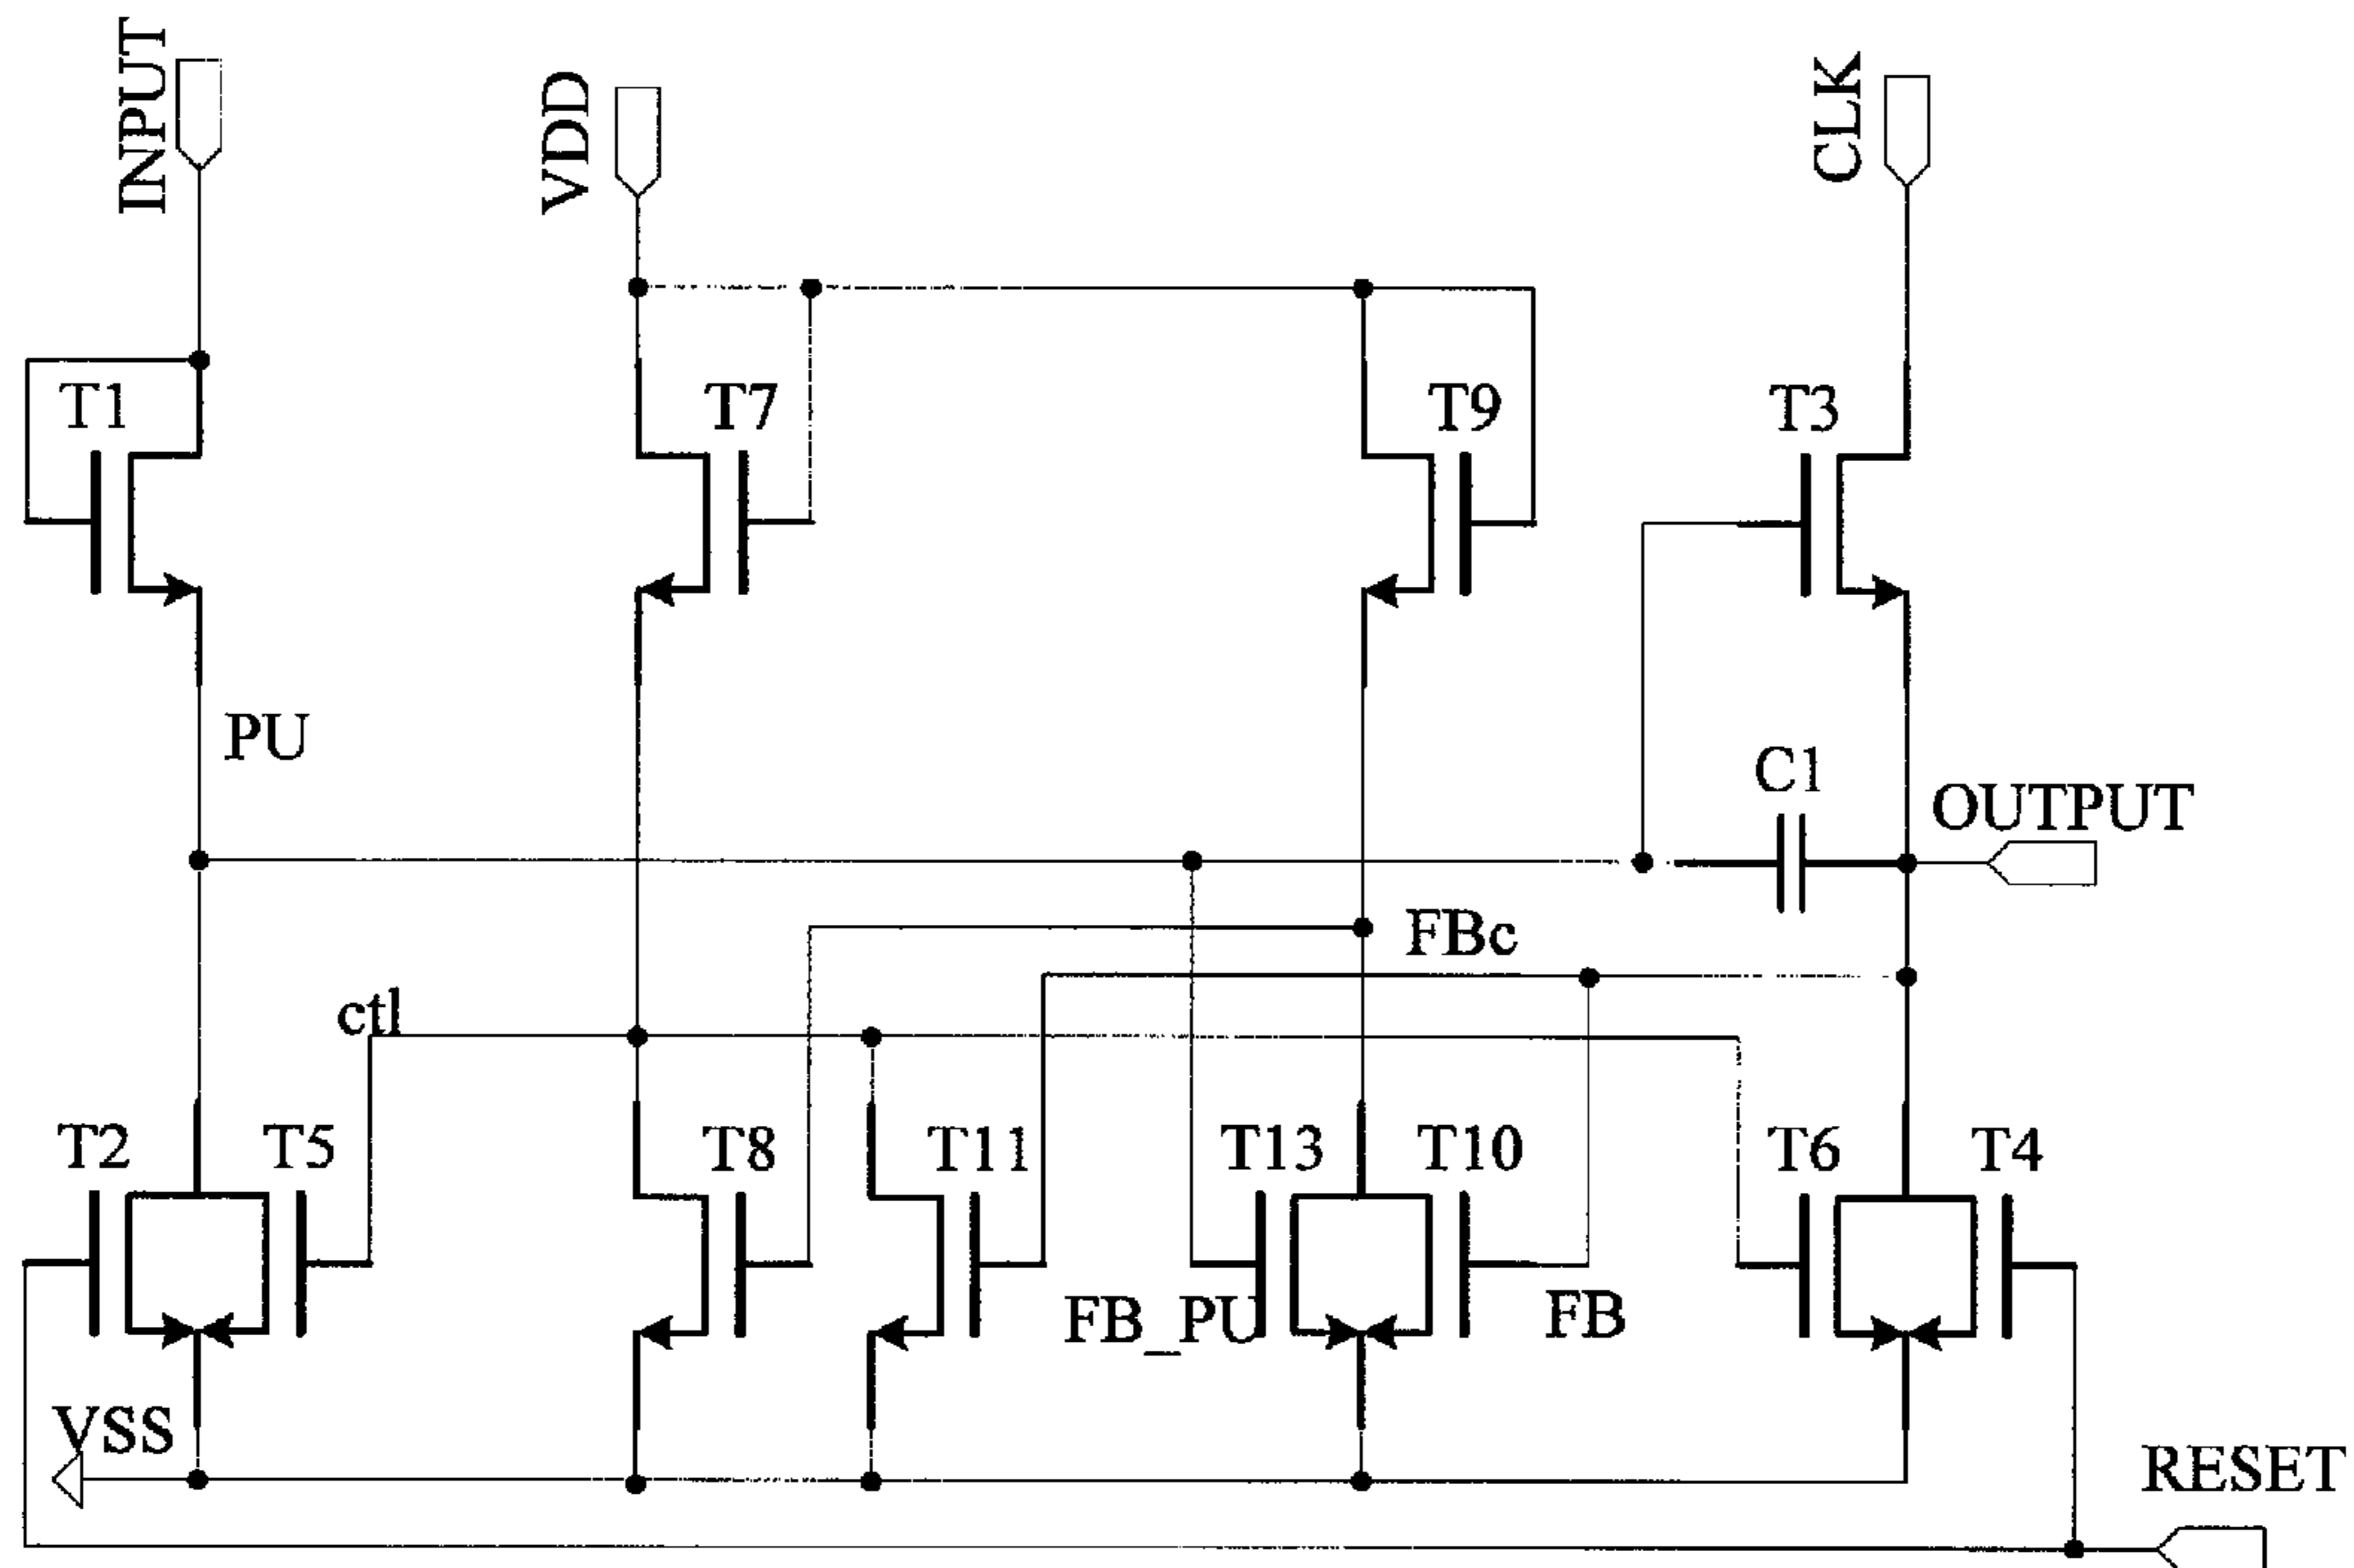 INPUT
VDD
CLK
T1
T7
T9
T3
PU
C1
OUTPUT
FBc
ctl
T2
T5
T8
T11
T13
T10
T6
T4
FB_PU
FB
VSS
RESET